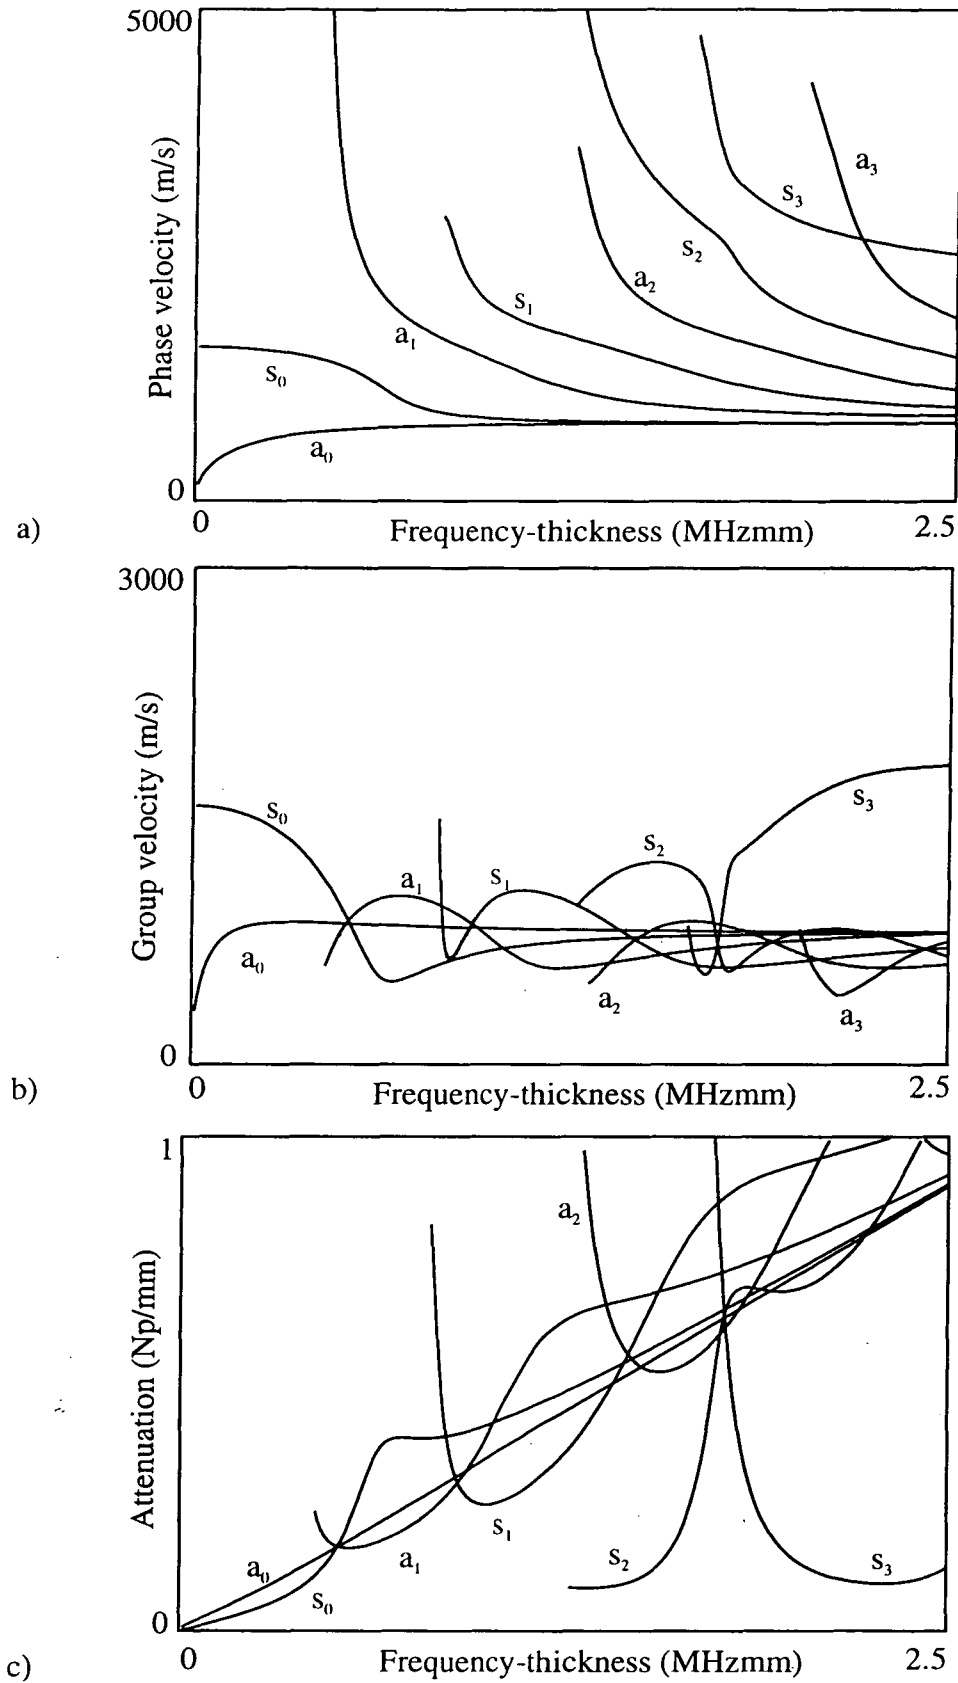 5000
Phase velocity (m/s)
a₁
s₀
a₀
s₁
a₂
s₂
s₃
a₃
0
a)
0
Frequency-thickness (MHzmm)
2.5
3000
Group velocity (m/s)
s₀
a₀
a₁
s₁
s₂
a₂
s₃
a₃
0
b)
0
Frequency-thickness (MHzmm)
2.5
1
Attenuation (Np/mm)
a₂
a₀
s₀
a₁
s₁
s₂
s₃
0
c)
0
Frequency-thickness (MHzmm)
2.5